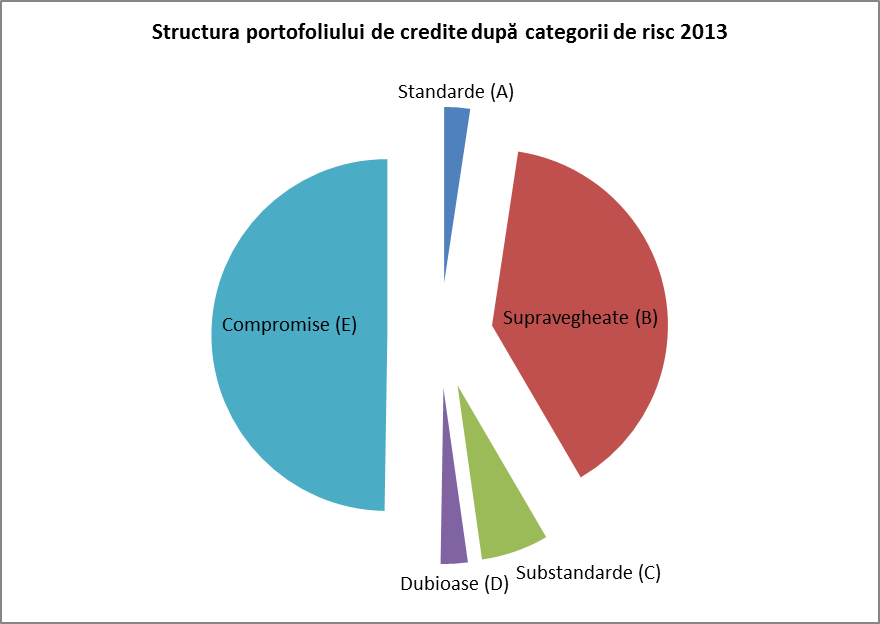 Structura portofoliului de credite după categorii de risc 2013
Standarde (A)
Supravegheate (B)
Compromise (E)
Substandarde (C)
Dubioase (D)